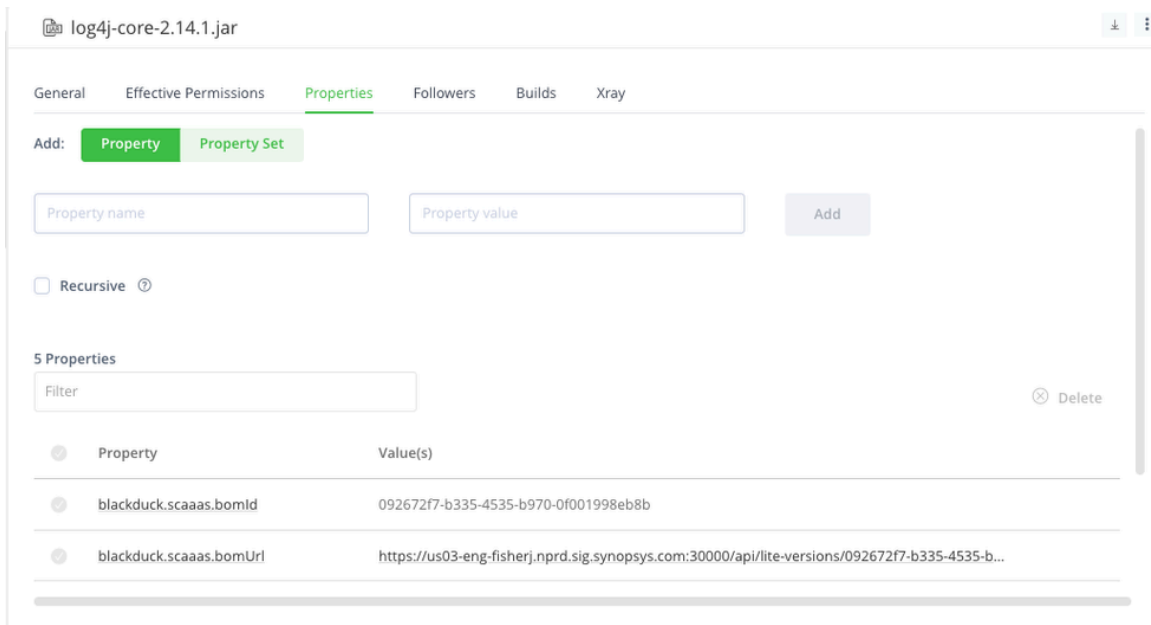 log4j-core-2.14.1.jar
General Effective Permissions Properties Followers Builds Xray
Add: Property Property Set
Property name Property value Add
Recursive ?
5 Properties
Filter
Delete
Property Value(s)
blackduck.scaaas.bomId 092672f7-b335-4535-b970-0f001998eb8b
blackduck.scaaas.bomUrl https://us03-eng-fisherj.nprd.sig.synopsys.com:30000/api/lite-versions/092672f7-b335-4535-b...